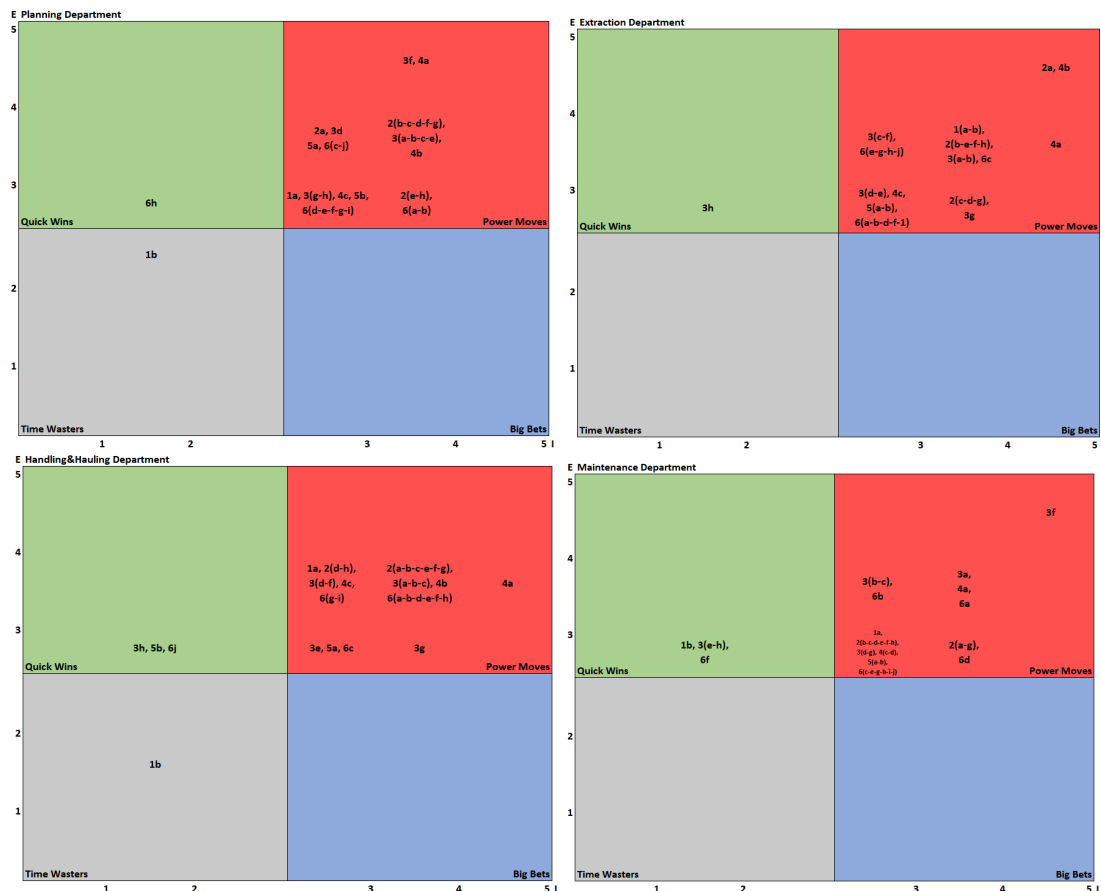 E Planning Department
5
3f, 4a
4
2a, 3d
5a, 6(c-j)
2(b-c-d-f-g),
3(a-b-c-e),
4b
3
6h
1a, 3(g-h), 4c, 5b,
6(d-e-f-g-i)
2(e-h),
6(a-b)
Quick Wins
Power Moves
1b
2
1
Time Wasters
Big Bets
1 2 3 4 5 I
E Extraction Department
5
2a, 4b
4
3(c-f),
6(e-g-h-j)
1(a-b),
2(b-e-f-h),
3(a-b), 6c
4a
3
3h
3(d-e), 4c,
5(a-b),
6(a-b-d-f-1)
2(c-d-g),
3g
Quick Wins
Power Moves
2
1
Time Wasters
Big Bets
1 2 3 4 5
E Handling&Hauling Department
5
4
1a, 2(d-h),
3(d-f), 4c,
6(g-i)
2(a-b-c-e-f-g),
3(a-b-c), 4b
6(a-b-d-e-f-h)
4a
3
3h, 5b, 6j
3e, 5a, 6c
3g
Quick Wins
Power Moves
2
1b
1
Time Wasters
Big Bets
1 2 3 4 5 I
E Maintenance Department
5
3f
4
3(b-c),
6b
3a,
4a,
6a
3
1b, 3(e-h),
6f
1a,
2(b-c-d-e-f-h),
3(d-g), 4(c-d),
5(a-b),
6(c-e-g-h-i-j)
2(a-g),
6d
Quick Wins
Power Moves
2
1
Time Wasters
Big Bets
1 2 3 4 5 I